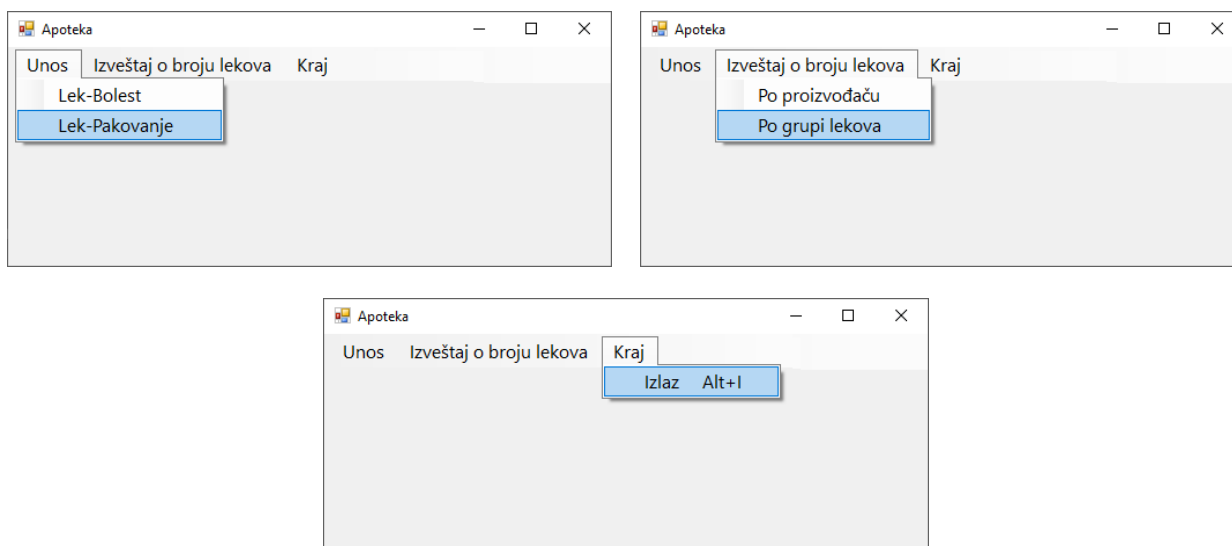 Apoteka
Unos Izveštaj o broju lekova Kraj
Lek-Bolest
Lek-Pakovanje
Apoteka
Unos Izveštaj o broju lekova Kraj
Po proizvođaču
Po grupi lekova
Apoteka
Unos Izveštaj o broju lekova Kraj
Izlaz Alt+I